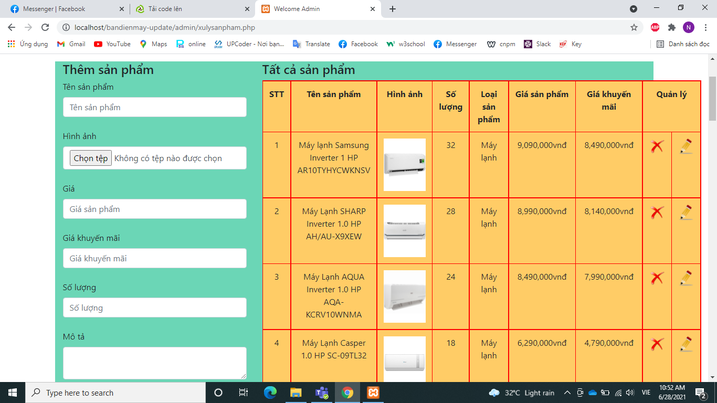 Messenger | Facebook
Tải code lên
Welcome Admin
localhost/bandienmay-update/admin/xulysanpham.php
Ứng dụng
Gmail
YouTube
Maps
online
UPCoder - Nơi bạn...
Translate
Facebook
w3school
Messenger
cnpm
Slack
Key
Danh sách đọc
Thêm sản phẩm
Tên sản phẩm
Tên sản phẩm
Hình ảnh
Chọn tệp Không có tệp nào được chọn
Giá
Giá sản phẩm
Giá khuyến mãi
Giá khuyến mãi
Số lượng
Số lượng
Mô tả
Tất cả sản phẩm
STT
Tên sản phẩm
Hình ảnh
Số
lượng
Loại
sản
phẩm
Giá sản phẩm
Giá khuyến
mãi
Quản lý
1
Máy lạnh Samsung
Inverter 1 HP
AR10TYHYCWKNSV
32
Máy
lạnh
9,090,000vnđ
8,490,000vnđ
2
Máy Lạnh SHARP
Inverter 1.0 HP
AH/AU-X9XEW
28
Máy
lạnh
8,990,000vnđ
8,140,000vnđ
3
Máy Lạnh AQUA
Inverter 1.0 HP
AQA-
KCRV10WNMA
24
Máy
lạnh
8,490,000vnđ
7,990,000vnđ
4
Máy Lạnh Casper
1.0 HP SC-09TL32
18
Máy
lạnh
6,290,000vnđ
4,790,000vnđ
Type here to search
32°C Light rain
VIE
10:52 AM
6/28/2021